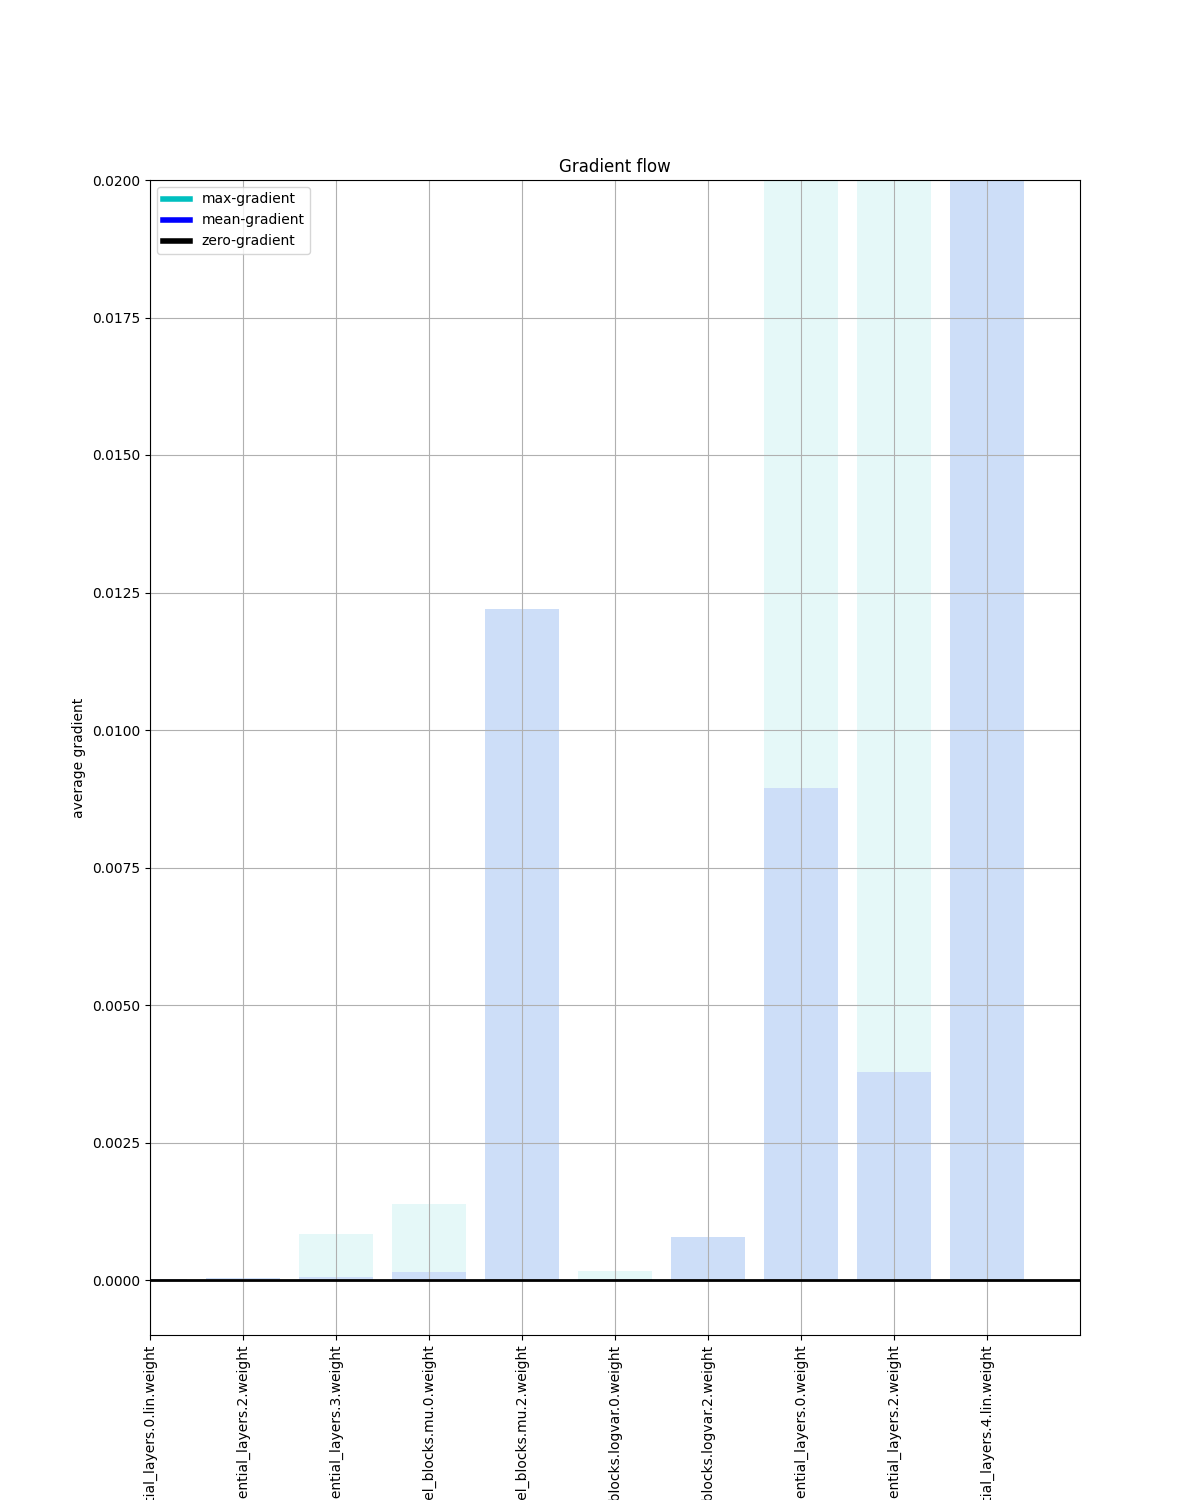 Gradient flow
max-gradient
mean-gradient
zero-gradient
0.0200
0.0175
0.0150
0.0125
0.0100
0.0075
0.0050
0.0025
0.0000
average gradient
tial_layers.0.lin.weight
ential_layers.2.weight
ential_layers.3.weight
el_blocks.mu.0.weight
el_blocks.mu.2.weight
blocks.logvar.0.weight
blocks.logvar.2.weight
ential_layers.0.weight
ential_layers.2.weight
tial_layers.4.lin.weight